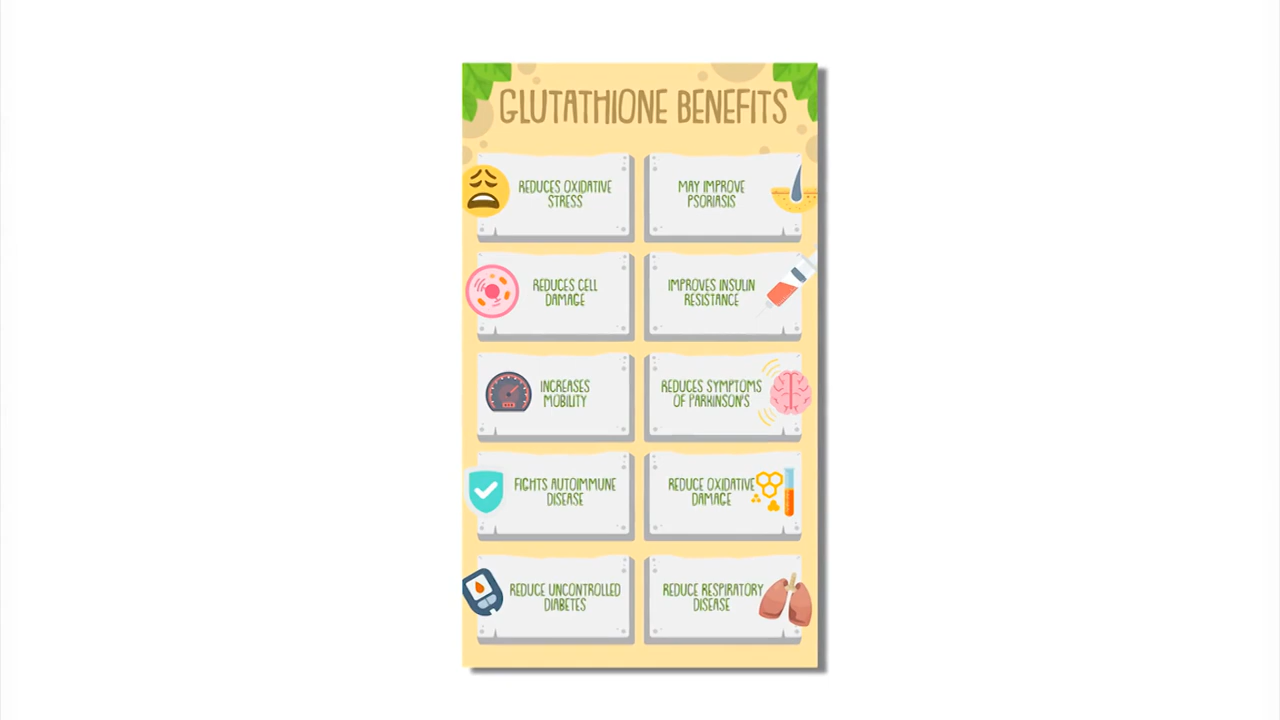 GLUTATHIONE BENEFITS
REDUCES OXIDATIVE
STRESS
MAY IMPROVE
PSORIASIS
REDUCES CELL
DAMAGE
IMPROVES INSULIN
RESISTANCE
INCREASES
MOBILITY
REDUCES SYMPTOMS
OF PARKINSON'S
FIGHTS AUTOIMMUNE
DISEASE
REDUCE OXIDATIVE
DAMAGE
REDUCE UNCONTROLLED
DIABETES
REDUCE RESPIRATORY
DISEASE